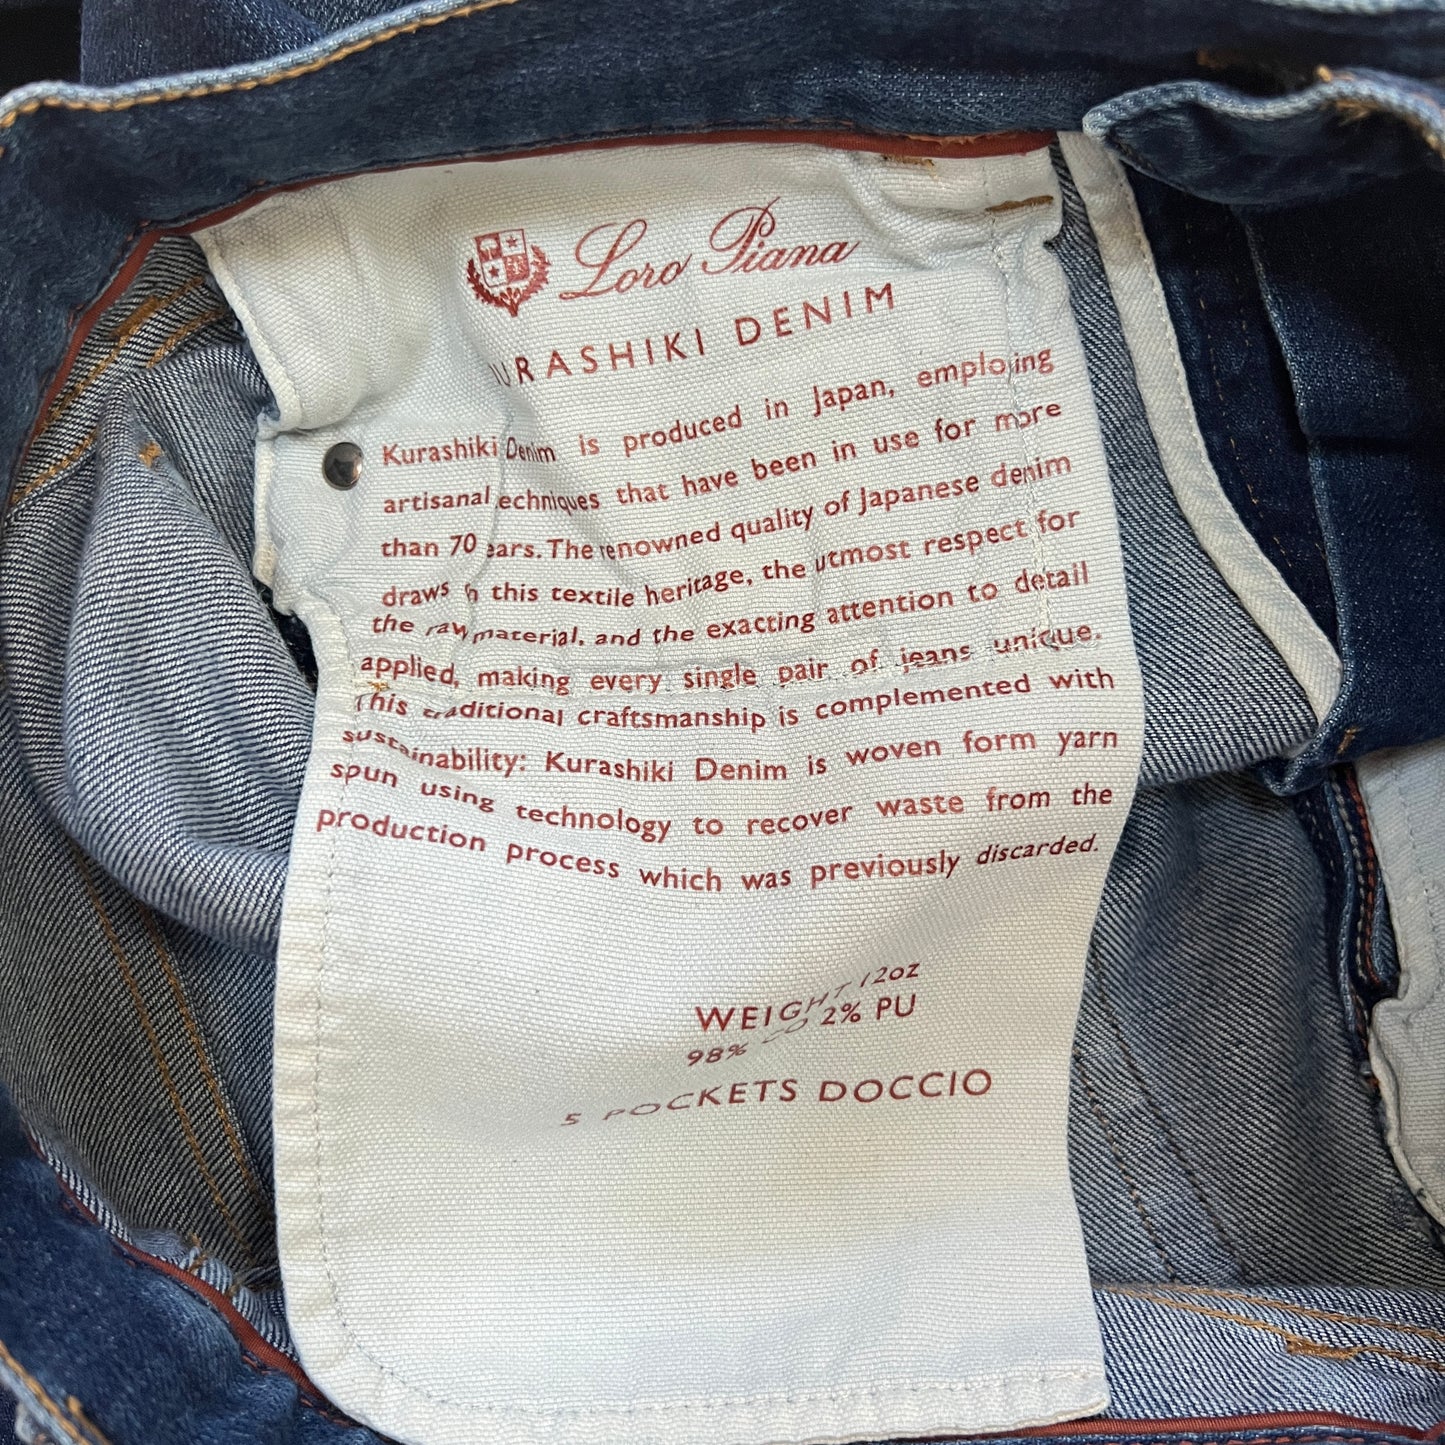 Loro Piana
KURASHIKI DENIM
Kurashiki Denim is produced in Japan, employing
artisanal techniques that have been in use for more
than 70 years. The renowned quality of Japanese denim
draws on this textile heritage, the utmost respect for
the raw material, and the exacting attention to detail
applied, making every single pair of jeans unique.
This traditional craftsmanship is complemented with
sustainability: Kurashiki Denim is woven form yarn
spun using technology to recover waste from the
production process which was previously discarded.
WEIGHT 12oz
98% CO 2% PU
5 POCKETS DOCCIO